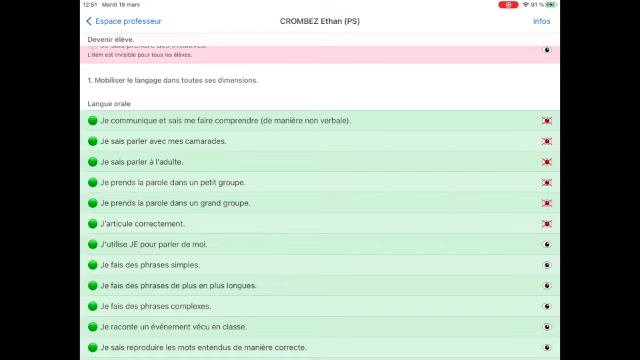 12:51 Mardi 19 mars 91 %
Espace professeur CROMBEZ Ethan (PS) Infos
Devenir élève.
Je sais prendre des initiatives.
L'item est invisible pour tous les élèves.
1. Mobiliser le langage dans toutes ses dimensions.
Langue orale
Je communique et sais me faire comprendre (de manière non verbale).
Je sais parler avec mes camarades.
Je sais parler à l'adulte.
Je prends la parole dans un petit groupe.
Je prends la parole dans un grand groupe.
J'articule correctement.
J'utilise JE pour parler de moi.
Je fais des phrases simples.
Je fais des phrases de plus en plus longues.
Je fais des phrases complexes.
Je raconte un événement vécu en classe.
Je sais reproduire les mots entendus de manière correcte.